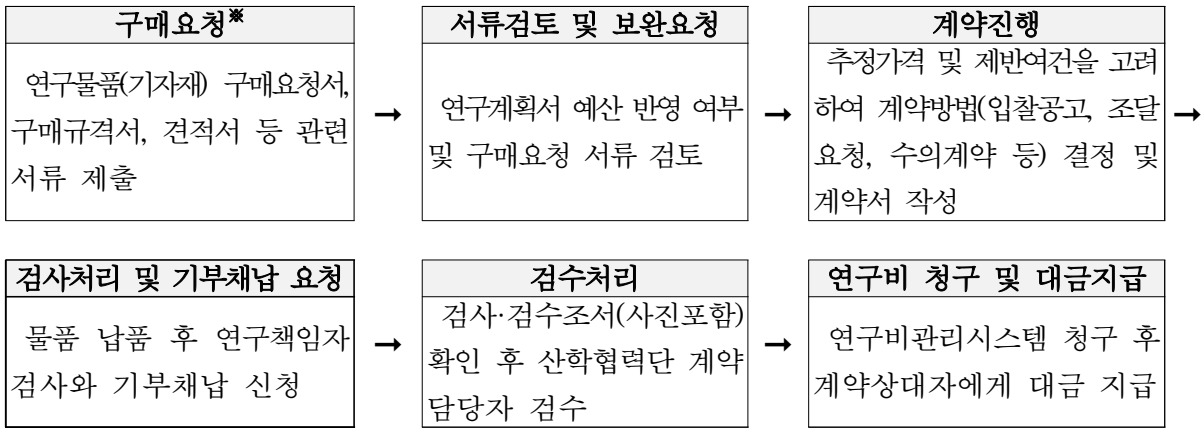 구매요청※
연구물품(기자재) 구매요청서,
구매규격서, 견적서 등 관련
서류 제출
→
서류검토 및 보완요청
연구계획서 예산 반영 여부
및 구매요청 서류 검토
→
계약진행
추정가격 및 제반여건을 고려
하여 계약방법(입찰공고, 조달
요청, 수의계약 등) 결정 및
계약서 작성
→
검사처리 및 기부채납 요청
물품 납품 후 연구책임자
검사와 기부채납 신청
→
검수처리
검사·검수조서(사진포함)
확인 후 산학협력단 계약
담당자 검수
→
연구비 청구 및 대금지급
연구비관리시스템 청구 후
계약상대자에게 대금 지급